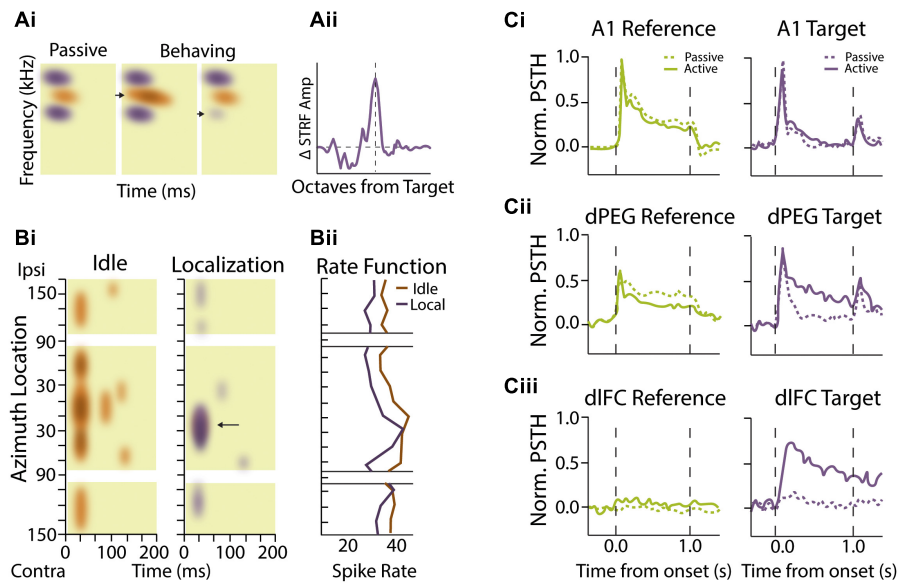 Ai
Passive
Behaving
Frequency (kHz)
Time (ms)
Aii
Δ STRF Amp
Octaves from Target
Bi
Idle
Localization
Ipsi
150
90
30
30
90
150
Azimuth Location
0 100 200
0 100 200
Contra
Time (ms)
Bii
Rate Function
Idle
Local
20 40
Spike Rate
Ci
A1 Reference
A1 Target
Passive
Active
Passive
Active
1.0
0.5
0.0
Norm. PSTH
Cii
dPEG Reference
dPEG Target
1.0
0.5
0.0
Norm. PSTH
Ciii
dlFC Reference
dlFC Target
1.0
0.5
0.0
Norm. PSTH
0.0 1.0
0.0 1.0
Time from onset (s)
Time from onset (s)